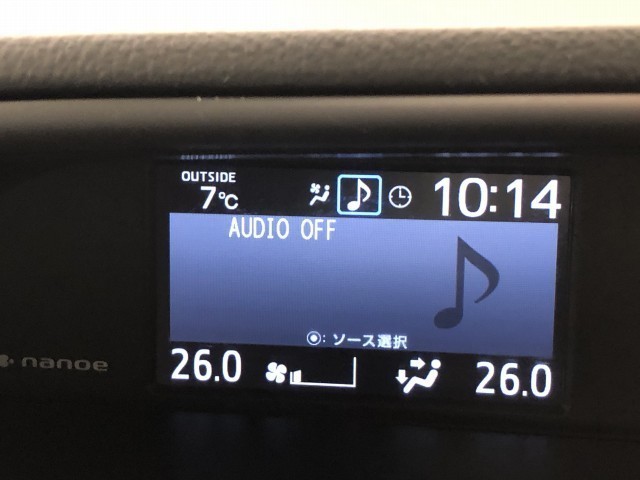 OUTSIDE
7°C
10:14
AUDIO OFF
: ソース選択
nanoe
26.0
26.0